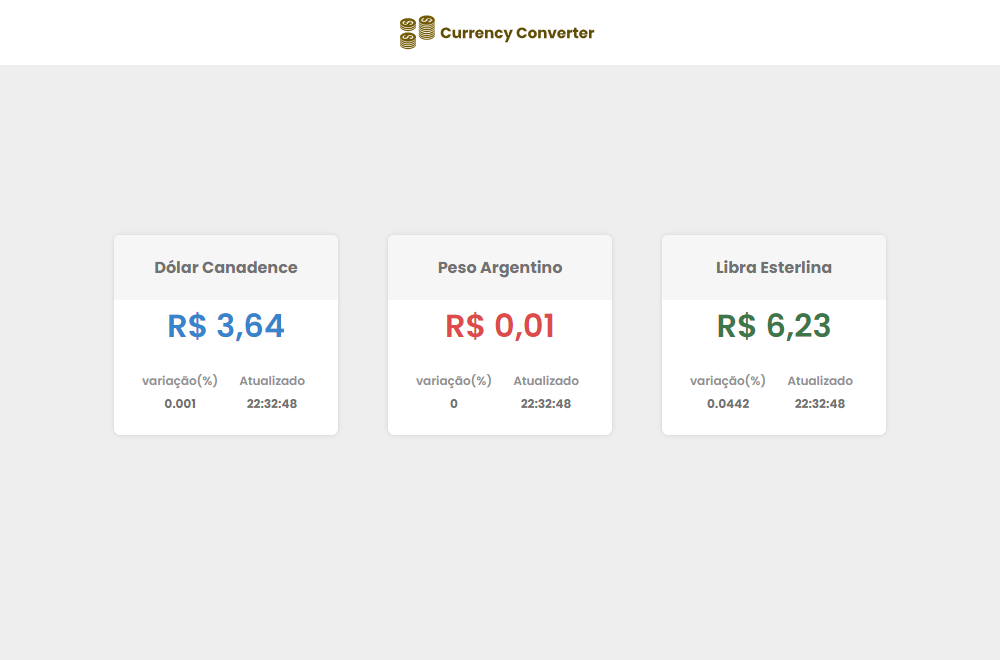 Currency Converter
Dólar Canadence
R$ 3,64
variação(%) Atualizado
0.001 22:32:48
Peso Argentino
R$ 0,01
variação(%) Atualizado
0 22:32:48
Libra Esterlina
R$ 6,23
variação(%) Atualizado
0.0442 22:32:48